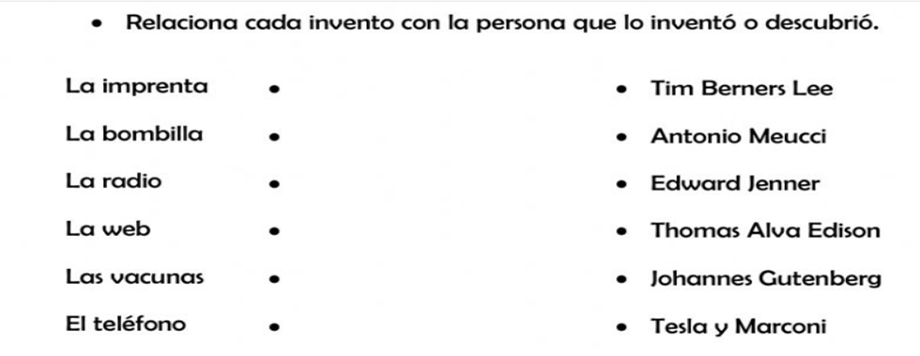 • Relaciona cada invento con la persona que lo inventó o descubrió.
La imprenta • • Tim Berners Lee
La bombilla • • Antonio Meucci
La radio • • Edward Jenner
La web • • Thomas Alva Edison
Las vacunas • • Johannes Gutenberg
El teléfono • • Tesla y Marconi